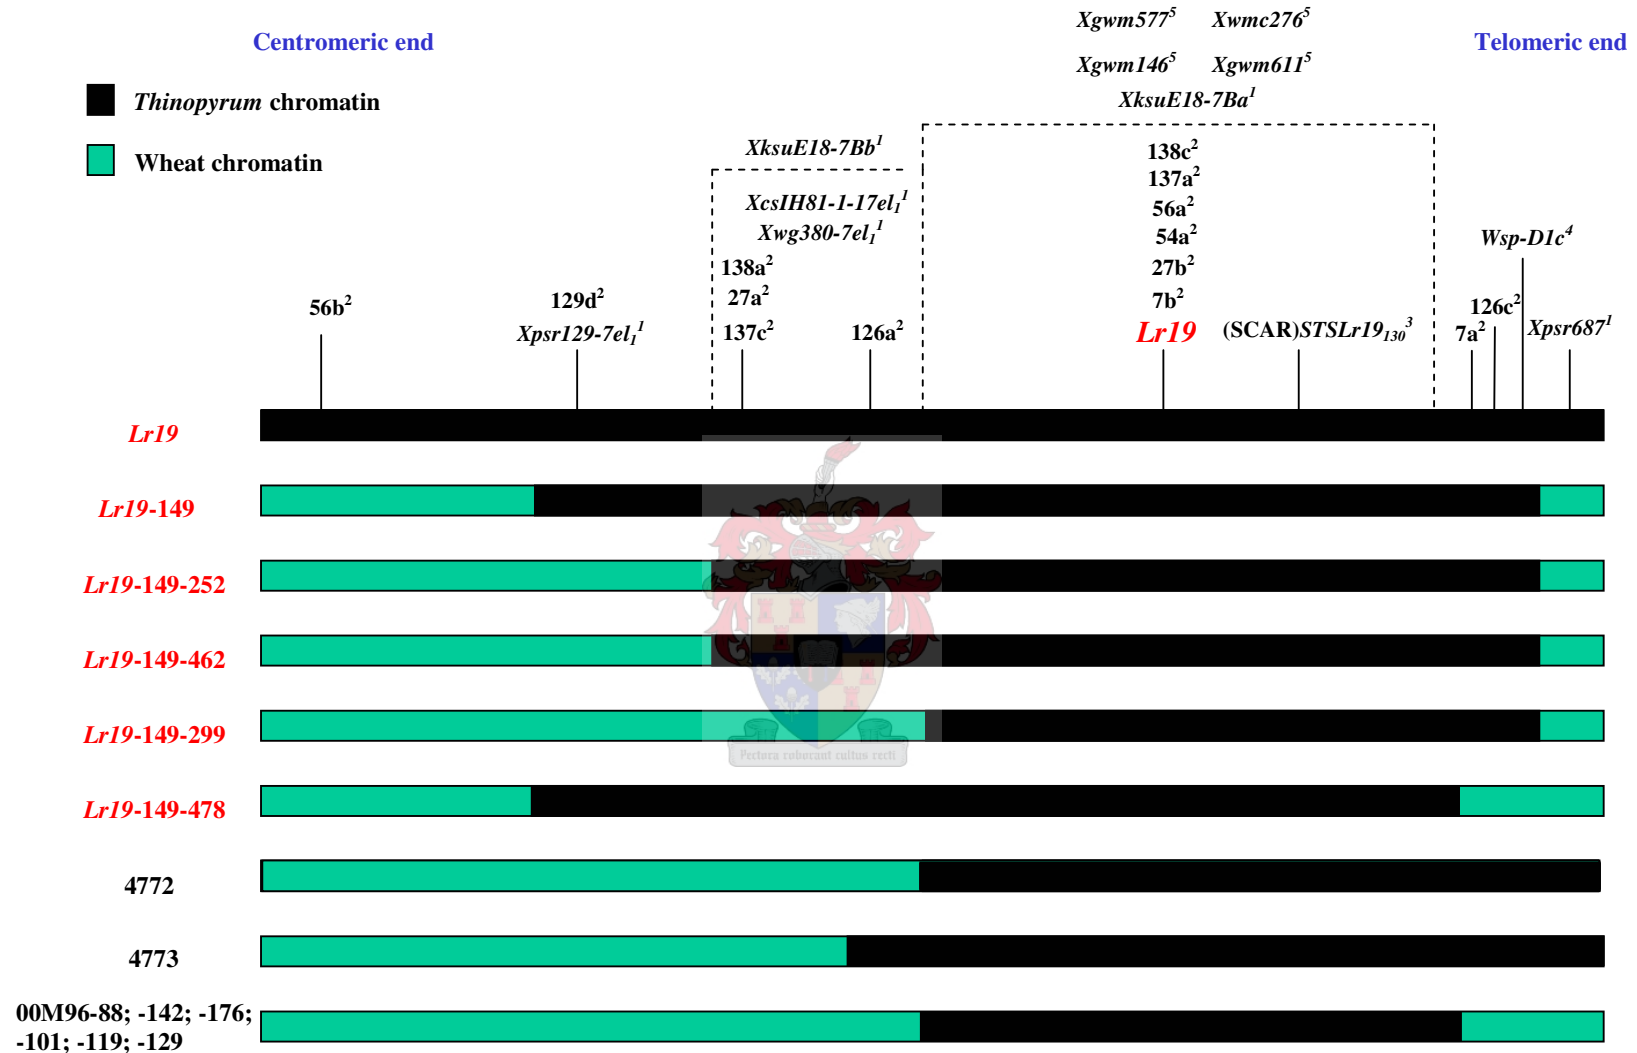 Xgwm577⁵ Xwmc276⁵
Centromeric end
Telomeric end
Xgwm146⁵ Xgwm611⁵
Thinopyrum chromatin
XksuE18-7Ba¹
Wheat chromatin
XksuE18-7Bb¹
138c²
137a²
XcsIH81-1-17el₁¹
56a²
Xwg380-7el₁¹
54a²
Wsp-D1c⁴
138a²
27b²
56b²
129d²
27a²
7b²
126c²
Xpsr129-7el₁¹
137c²
126a²
Lr19
(SCAR)STSLr19₁₃₀³
7a²
Xpsr687¹
Lr19
Lr19-149
Lr19-149-252
Lr19-149-462
Lr19-149-299
Pectora roborant cultus recti
Lr19-149-478
4772
4773
00M96-88; -142; -176;
-101; -119; -129